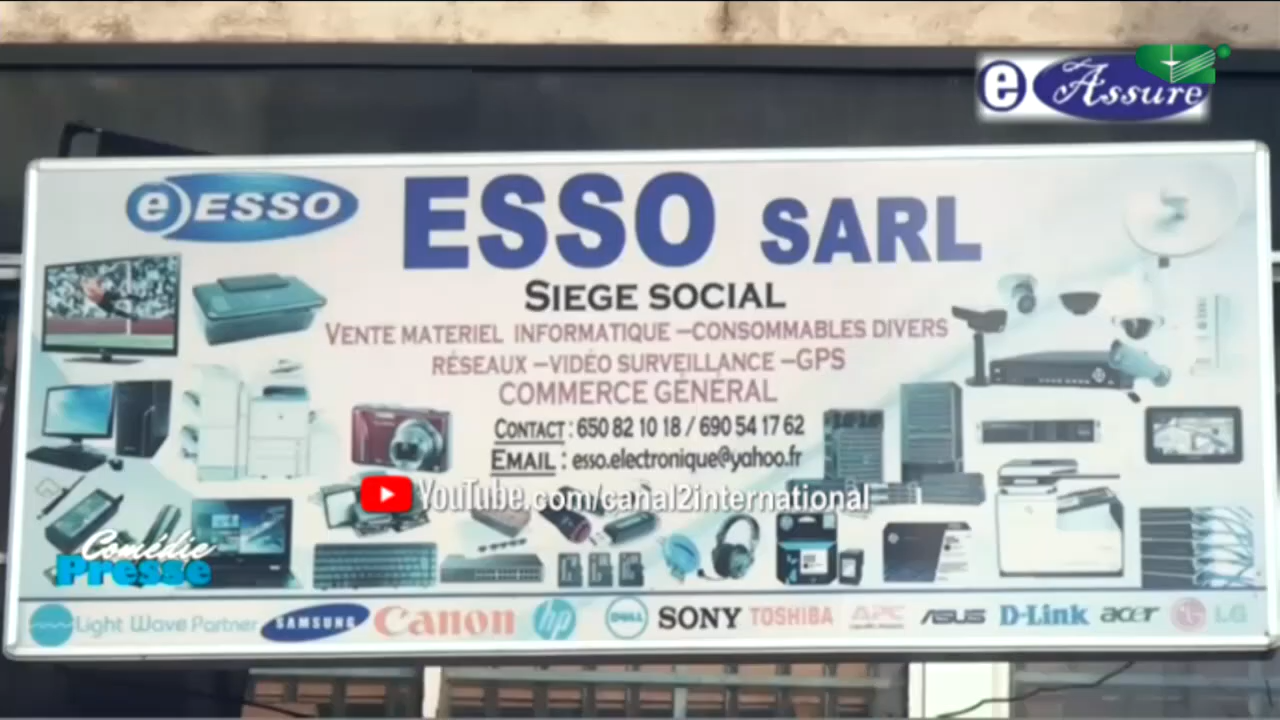 e Assure
e ESSO
ESSO SARL
SIEGE SOCIAL
VENTE MATERIEL INFORMATIQUE –CONSOMMABLES DIVERS
RÉSEAUX –VIDÉO SURVEILLANCE –GPS
COMMERCE GÉNÉRAL
CONTACT : 650 82 10 18 / 690 54 17 62
EMAIL : esso.electronique@yahoo.fr
YouTube.com/canal2international
Comédie
Presse
Light Wave Partner SAMSUNG Canon hp DELL SONY TOSHIBA APC ASUS D-Link acer LG